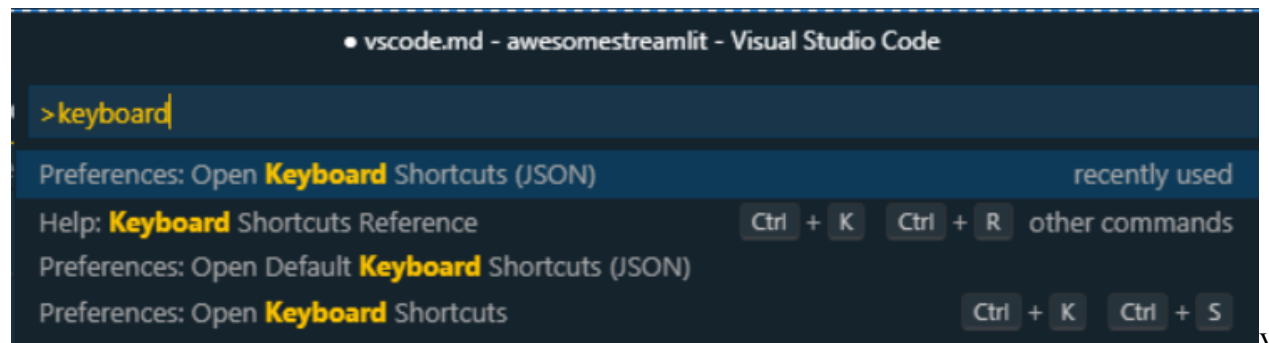 ● vscode.md - awesomestreamlit - Visual Studio Code
>keyboard
Preferences: Open Keyboard Shortcuts (JSON) recently used
Help: Keyboard Shortcuts Reference Ctrl + K Ctrl + R other commands
Preferences: Open Default Keyboard Shortcuts (JSON)
Preferences: Open Keyboard Shortcuts Ctrl + K Ctrl + S